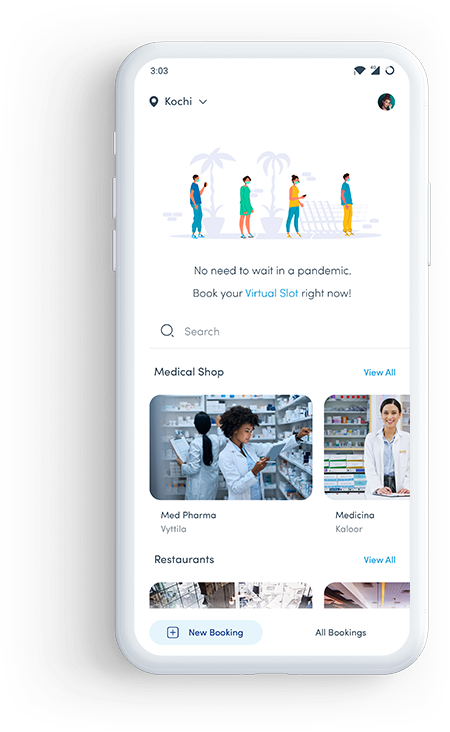 3:03
4G
Kochi
No need to wait in a pandemic.
Book your Virtual Slot right now!
Search
Medical Shop
View All
Med Pharma
Vyttila
Medicina
Kaloor
Restaurants
View All
New Booking
All Bookings